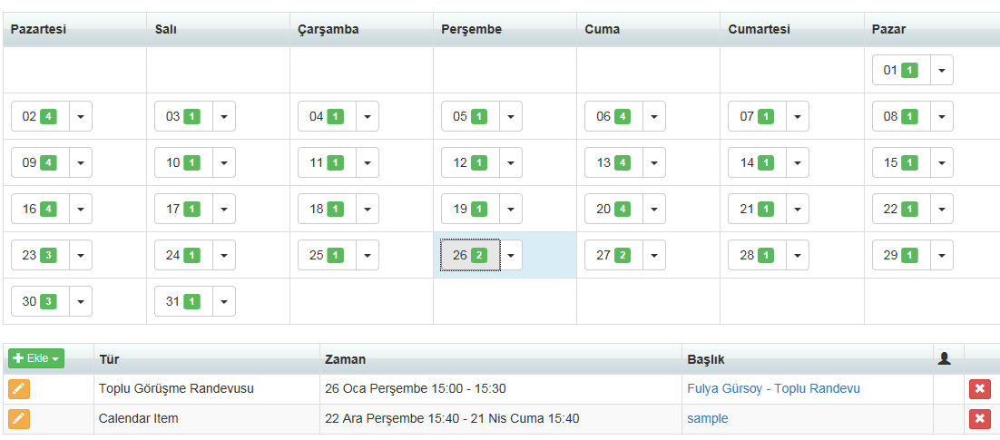 Pazartesi Salı Çarşamba Perşembe Cuma Cumartesi Pazar
01 1
02 4 03 1 04 1 05 1 06 4 07 1 08 1
09 4 10 1 11 1 12 1 13 4 14 1 15 1
16 4 17 1 18 1 19 1 20 4 21 1 22 1
23 3 24 1 25 1 26 2 27 2 28 1 29 1
30 3 31 1
Ekle Tür Zaman Başlık
Toplu Görüşme Randevusu 26 Oca Perşembe 15:00 - 15:30 Fulya Gürsoy - Toplu Randevu
Calendar Item 22 Ara Perşembe 15:40 - 21 Nis Cuma 15:40 sample